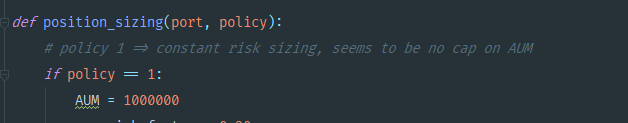 def position_sizing(port, policy):
# policy 1 => constant risk sizing, seems to be no cap on AUM
if policy == 1:
AUM = 1000000